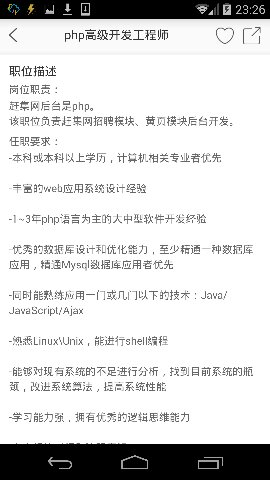 23:26
php高级开发工程师
职位描述
岗位职责：
赶集网后台是php。
该职位负责赶集网招聘模块、黄页模块后台开发。
任职要求：
-本科或本科以上学历，计算机相关专业者优先
-丰富的web应用系统设计经验
-1~3年php语言为主的大中型软件开发经验
-优秀的数据库设计和优化能力，至少精通一种数据库
应用，精通Mysql数据库应用者优先
-同时能熟练应用一门或几门以下的技术：Java/
JavaScript/Ajax
-熟悉Linux\Unix，能进行shell编程
-能够对现有系统的不足进行分析，找到目前系统的瓶
颈，改进系统算法，提高系统性能
-学习能力强，拥有优秀的逻辑思维能力